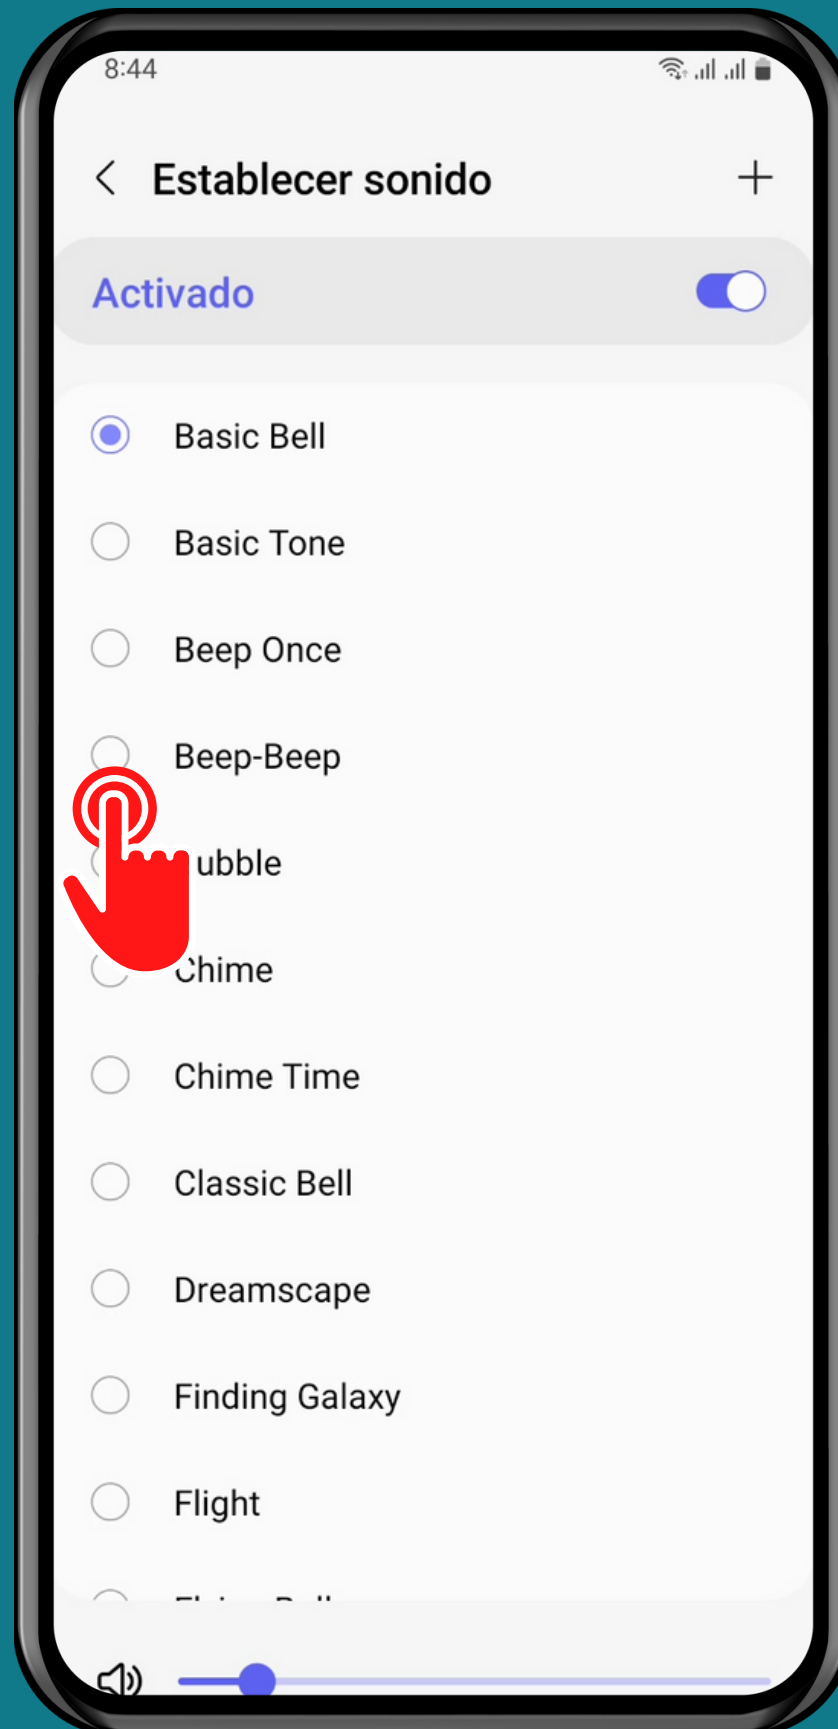 8:44
Establecer sonido
Activado
Basic Bell
Basic Tone
Beep Once
Beep-Beep
ubble
Chime
Chime Time
Classic Bell
Dreamscape
Finding Galaxy
Flight